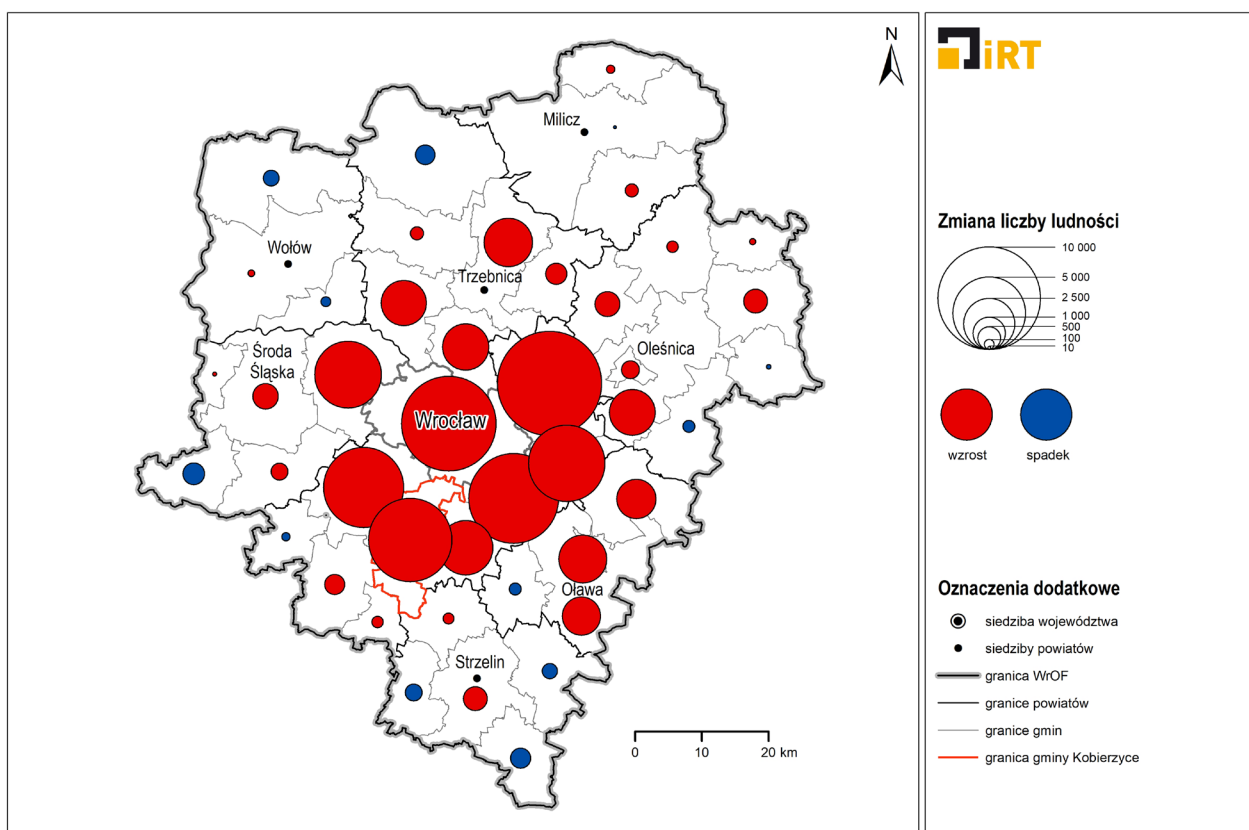 N
Milicz
Wołów
Trzebnica
Oleśnica
Środa
Śląska
Wrocław
Oława
Strzelin
0 10 20 km
iRT
Zmiana liczby ludności
10 000
5 000
2 500
1 000
500
100
10
wzrost spadek
Oznaczenia dodatkowe
siedziba województwa
siedziby powiatów
granica WrOF
granice powiatów
granice gmin
granica gminy Kobierzyce